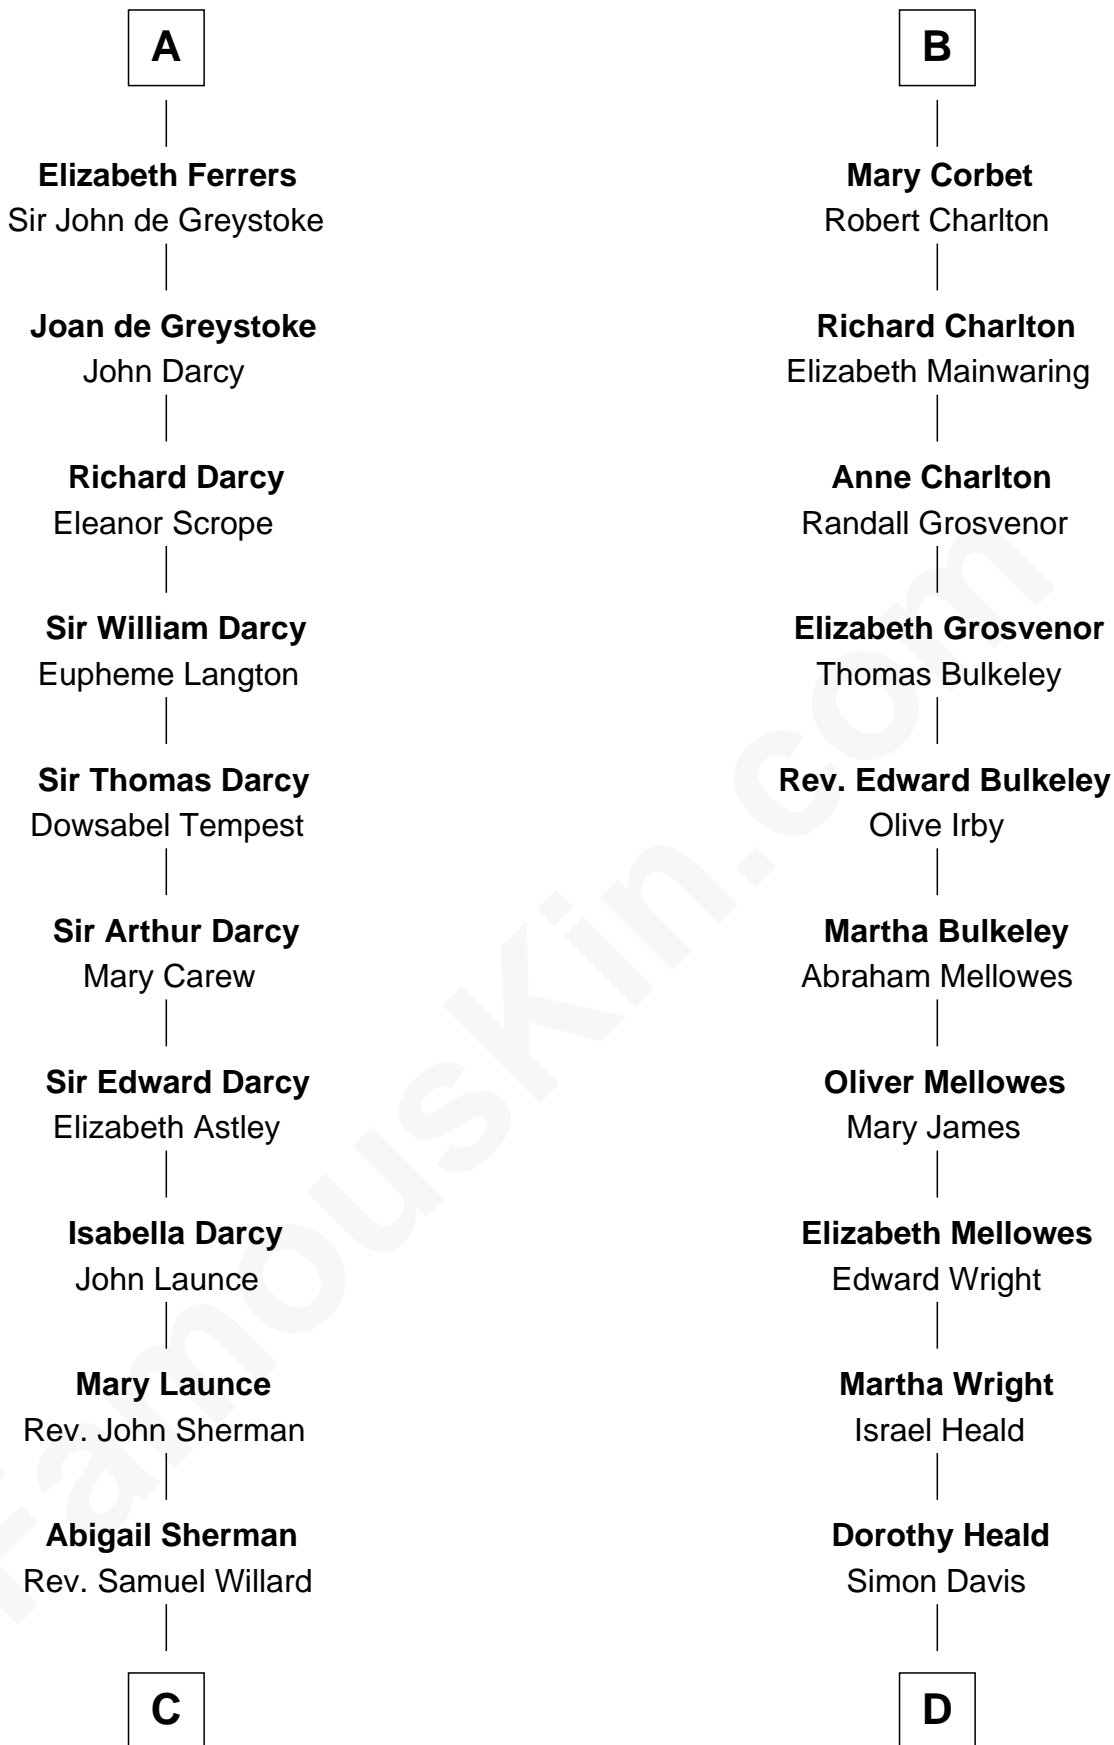 A
Elizabeth Ferrers
Sir John de Greystoke
Joan de Greystoke
John Darcy
Richard Darcy
Eleanor Scrope
Sir William Darcy
Eupheme Langton
Sir Thomas Darcy
Dowsabel Tempest
Sir Arthur Darcy
Mary Carew
Sir Edward Darcy
Elizabeth Astley
Isabella Darcy
John Launce
Mary Launce
Rev. John Sherman
Abigail Sherman
Rev. Samuel Willard
C
B
Mary Corbet
Robert Charlton
Richard Charlton
Elizabeth Mainwaring
Anne Charlton
Randall Grosvenor
Elizabeth Grosvenor
Thomas Bulkeley
Rev. Edward Bulkeley
Olive Irby
Martha Bulkeley
Abraham Mellowes
Oliver Mellowes
Mary James
Elizabeth Mellowes
Edward Wright
Martha Wright
Israel Heald
Dorothy Heald
Simon Davis
D
FamousKin.com